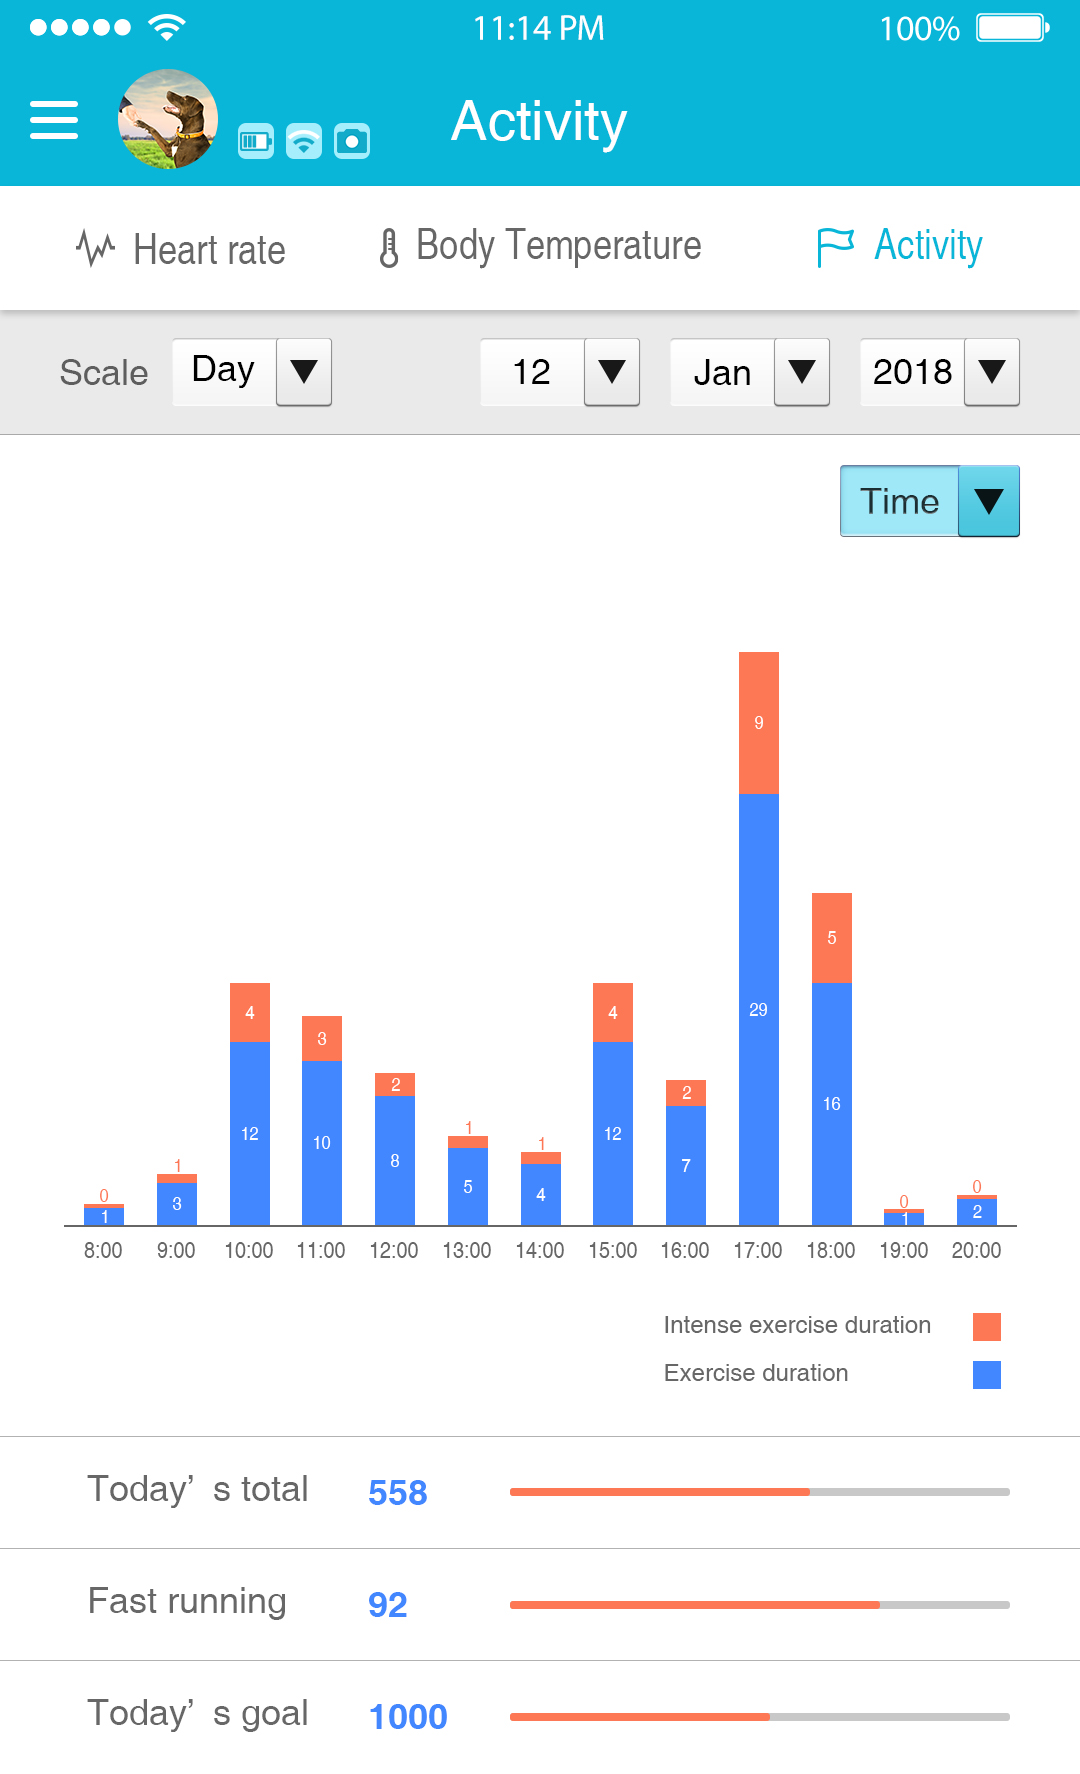 11:14 PM 100%
Activity
Heart rate Body Temperature Activity
Scale Day 12 Jan 2018
Time
9
5
29
4 4
3
2 2
16
1
12 10 12
1
8
1 7
5 4
0 3 0 0
1 1 2
8:00 9:00 10:00 11:00 12:00 13:00 14:00 15:00 16:00 17:00 18:00 19:00 20:00
Intense exercise duration
Exercise duration
Today’ s total 558
Fast running 92
Today’ s goal 1000